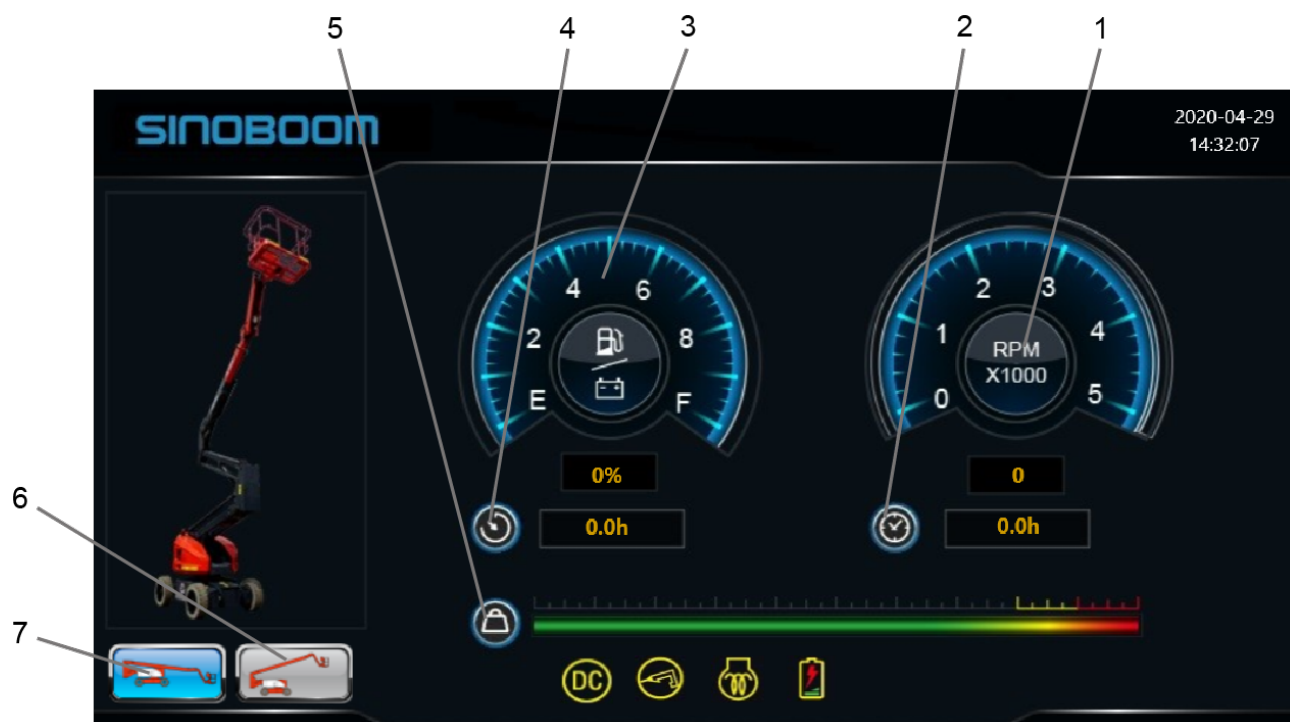 5 4 3 2 1
SINOBOOM
2020-04-29
14:32:07
E 2 4 6 8 F
0 1 2 3 4 5
RPM
X1000
0%
0
0.0h
0.0h
6
7
DC